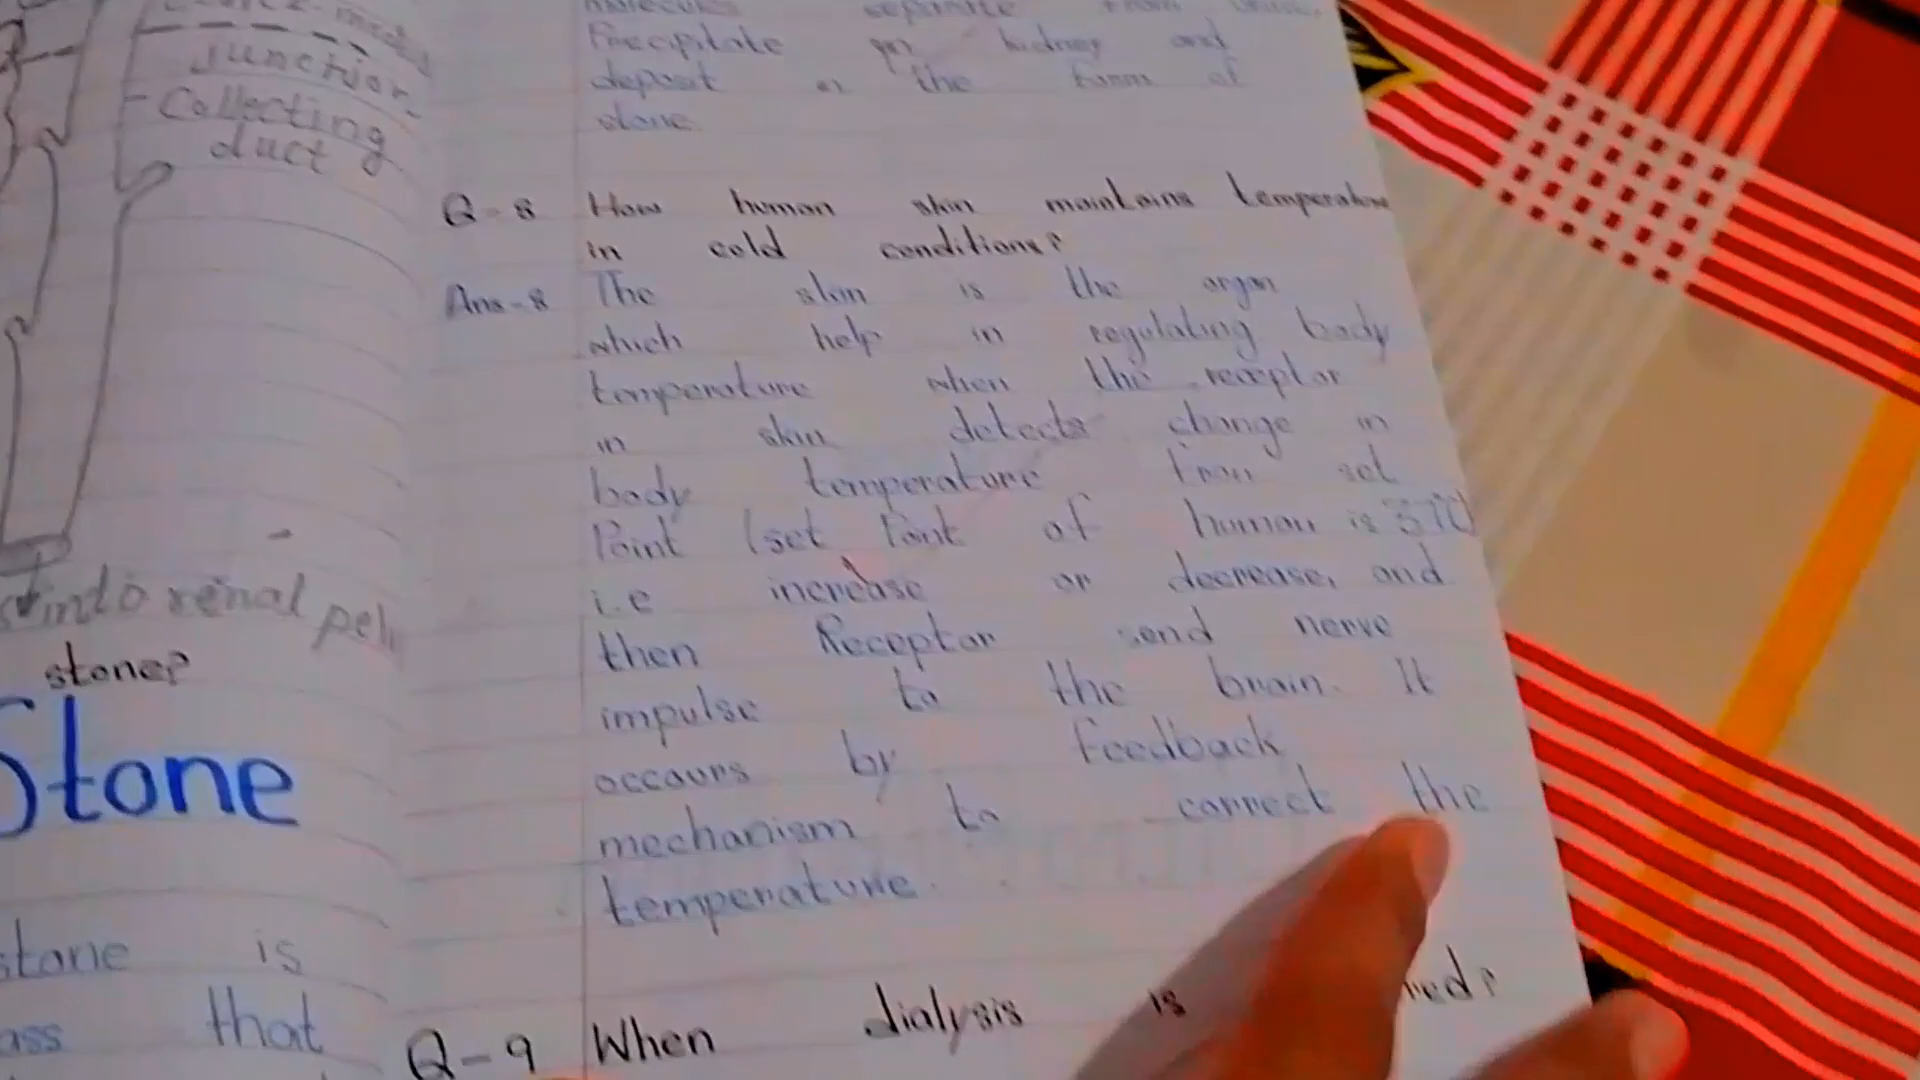 Junction
Collecting
duct
into renal
stone?
Stone
stone is
that
separate from
Precipitate in kidney and
deposit in the form of
stone.
Q-8 How human skin maintains temperature
in cold conditions?
Ans-8 The skin is the organ
which help in regulating body
temperature when the receptor
in skin detects change in
body temperature from set
Point (set Point of human is 37°C)
i.e increase or decrease, and
then Receptor send nerve
impulse to the brain. It
occours by feedback
mechanism to correct the
temperature.
Q-9 When dialysis is